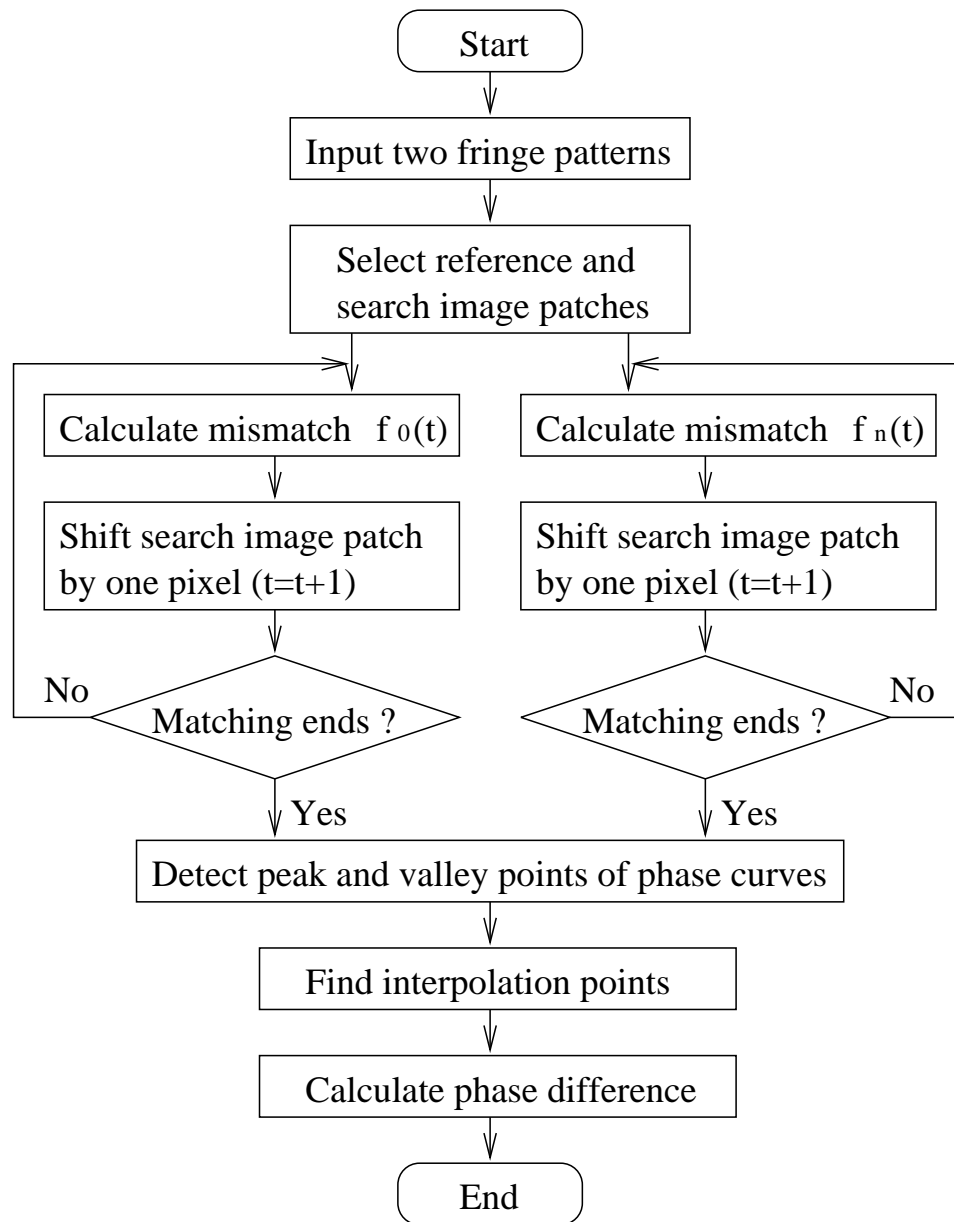 Start
Input two fringe patterns
Select reference and
search image patches
Calculate mismatch f 0(t)
Calculate mismatch f n(t)
Shift search image patch
by one pixel (t=t+1)
Shift search image patch
by one pixel (t=t+1)
No
Matching ends ?
Matching ends ?
No
Yes
Yes
Detect peak and valley points of phase curves
Find interpolation points
Calculate phase difference
End